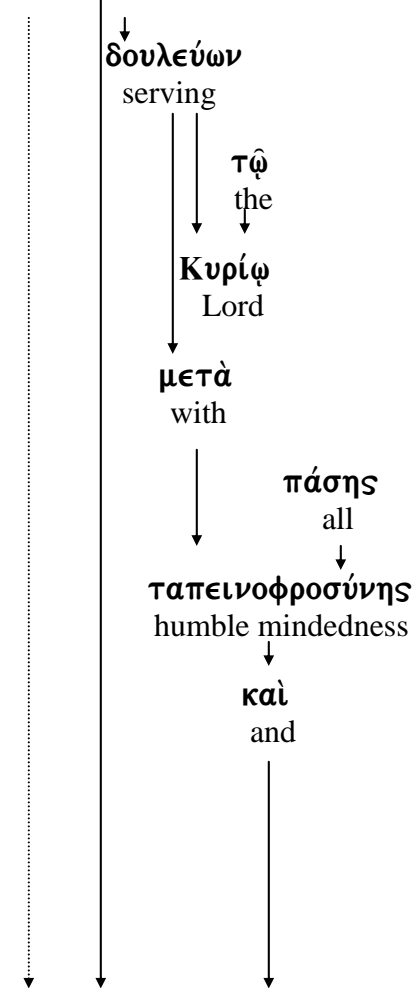 δουλεύων
serving
τῷ
the
Κυρίῳ
Lord
μετὰ
with
πάσης
all
ταπεινοφροσύνης
humble mindedness
καὶ
and